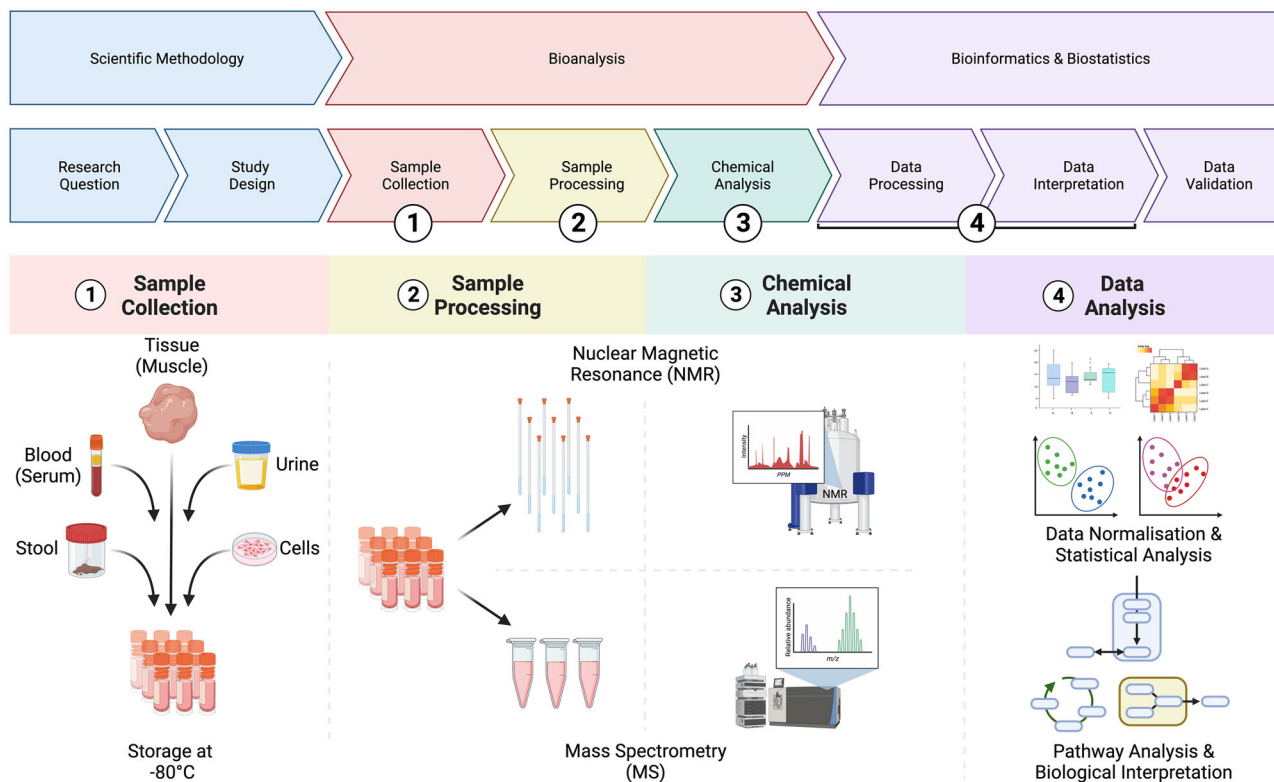 Scientific Methodology
Bioanalysis
Bioinformatics & Biostatistics
Research
Question
Study
Design
Sample
Collection
Sample
Processing
Chemical
Analysis
Data
Processing
Data
Interpretation
Data
Validation
1
2
3
4
1 Sample
Collection
2 Sample
Processing
3 Chemical
Analysis
4 Data
Analysis
Tissue
(Muscle)
Blood
(Serum)
Urine
Stool
Cells
Storage at
-80°C
Nuclear Magnetic
Resonance (NMR)
Intensity
PPM
NMR
Relative abundance
m/z
Mass Spectrometry
(MS)
Data Normalisation &
Statistical Analysis
Pathway Analysis &
Biological Interpretation